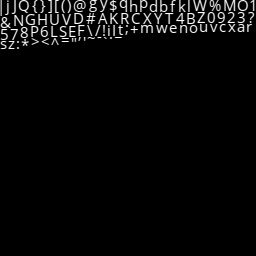 |jJQ{}][()@gy$qhPdbfklW%MO1
&NGHUVD#AKRCXYT4BZ0923?
578P6LSEF\/!iIt;+mwenouvcxar
sz:*><^="'~-`._